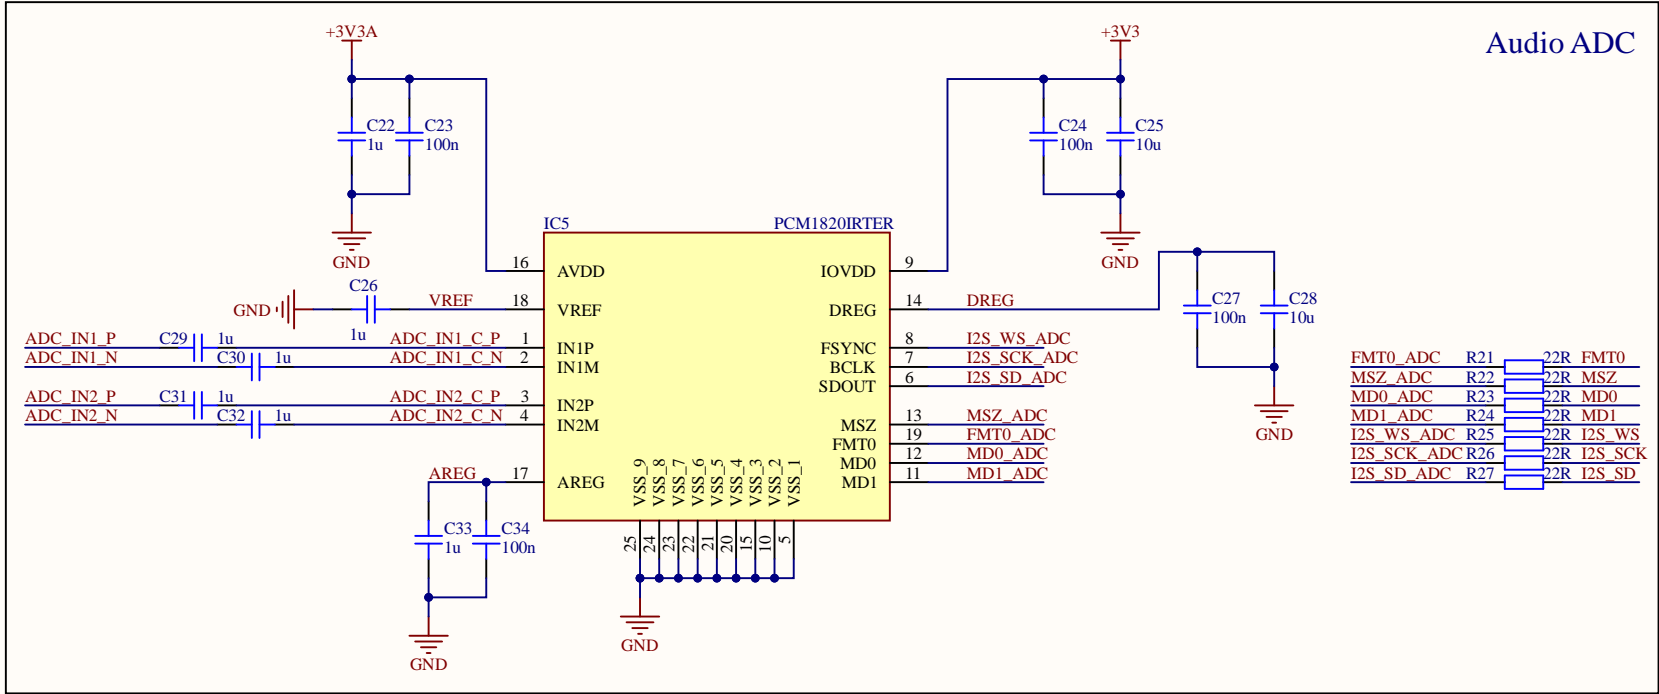 Audio ADC
+3V3A
+3V3
C22
1u
C23
100n
C24
100n
C25
10u
GND
GND
IC5
PCM1820IRTER
16 AVDD
IOVDD 9
GND
C26
1u
VREF 18 VREF
DREG 14 DREG
C27
100n
C28
10u
GND
ADC_IN1_P C29 1u ADC_IN1_C_P 1 IN1P
ADC_IN1_N C30 1u ADC_IN1_C_N 2 IN1M
ADC_IN2_P C31 1u ADC_IN2_C_P 3 IN2P
ADC_IN2_N C32 1u ADC_IN2_C_N 4 IN2M
FSYNC 8 I2S_WS_ADC
BCLK 7 I2S_SCK_ADC
SDOUT 6 I2S_SD_ADC
MSZ 13 MSZ_ADC
FMT0 19 FMT0_ADC
MD0 12 MD0_ADC
MD1 11 MD1_ADC
AREG 17 AREG
C33
1u
C34
100n
GND
VSS_9 25
VSS_8 24
VSS_7 23
VSS_6 22
VSS_5 21
VSS_4 20
VSS_3 15
VSS_2 10
VSS_1 5
GND
FMT0_ADC R21 22R FMT0
MSZ_ADC R22 22R MSZ
MD0_ADC R23 22R MD0
MD1_ADC R24 22R MD1
I2S_WS_ADC R25 22R I2S_WS
I2S_SCK_ADC R26 22R I2S_SCK
I2S_SD_ADC R27 22R I2S_SD